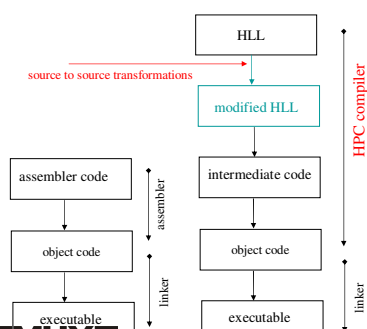 HLL
source to source transformations
modified HLL
HPC compiler
assembler code
assembler
intermediate code
object code
object code
linker
linker
executable
executable